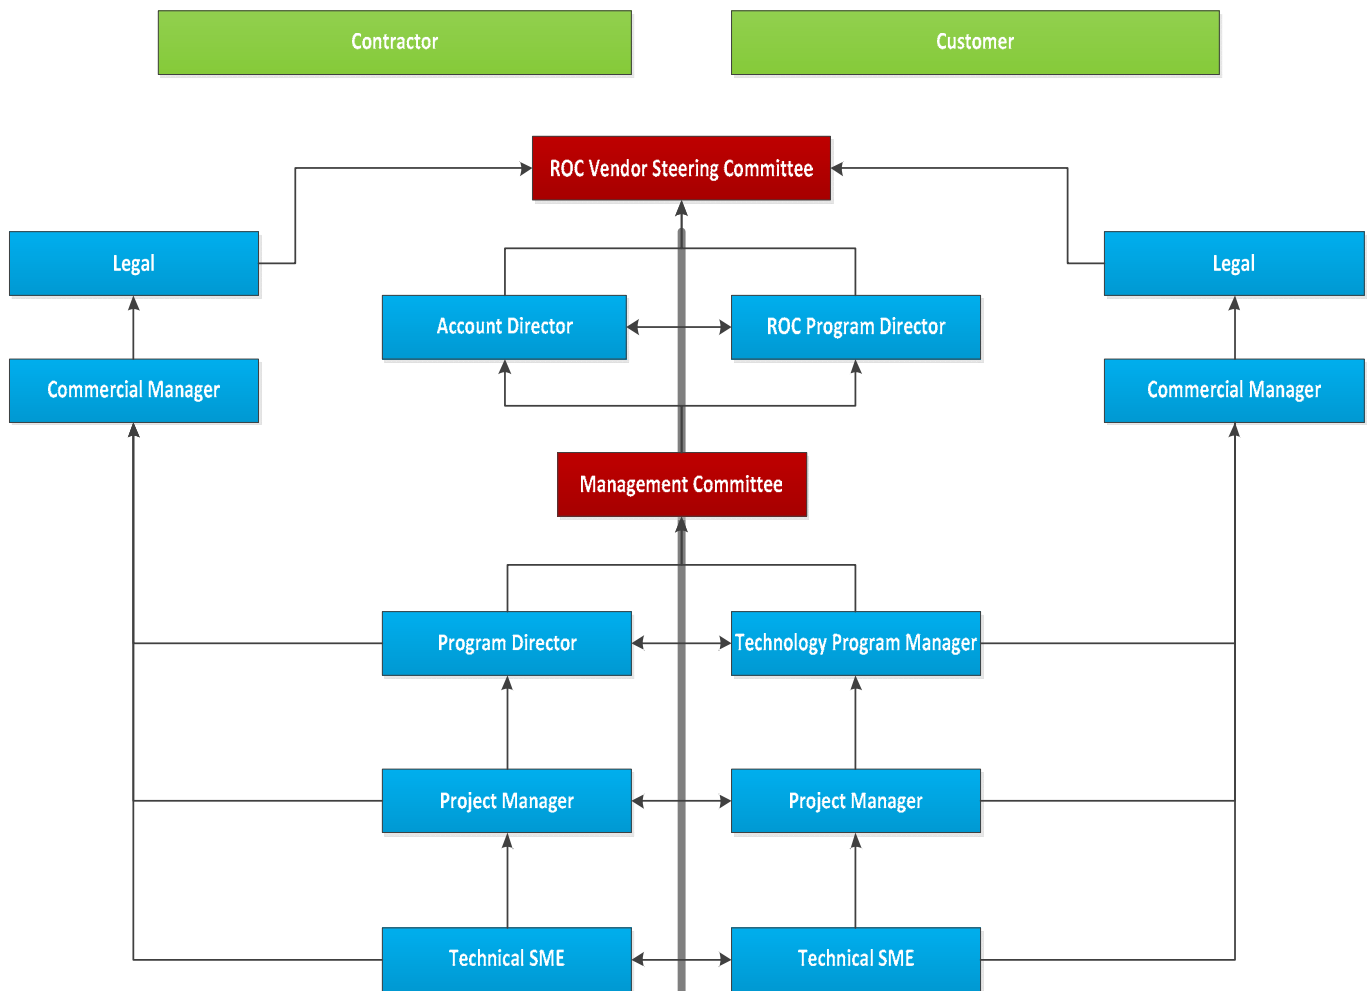 Contractor
Customer
ROC Vendor Steering Committee
Legal
Legal
Account Director
ROC Program Director
Commercial Manager
Commercial Manager
Management Committee
Program Director
Technology Program Manager
Project Manager
Project Manager
Technical SME
Technical SME